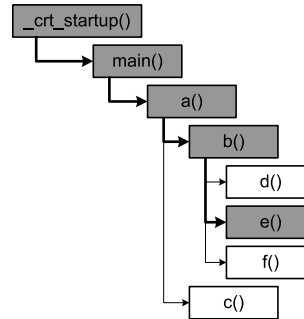 _crt_startup()
main()
a()
b()
d()
e()
f()
c()